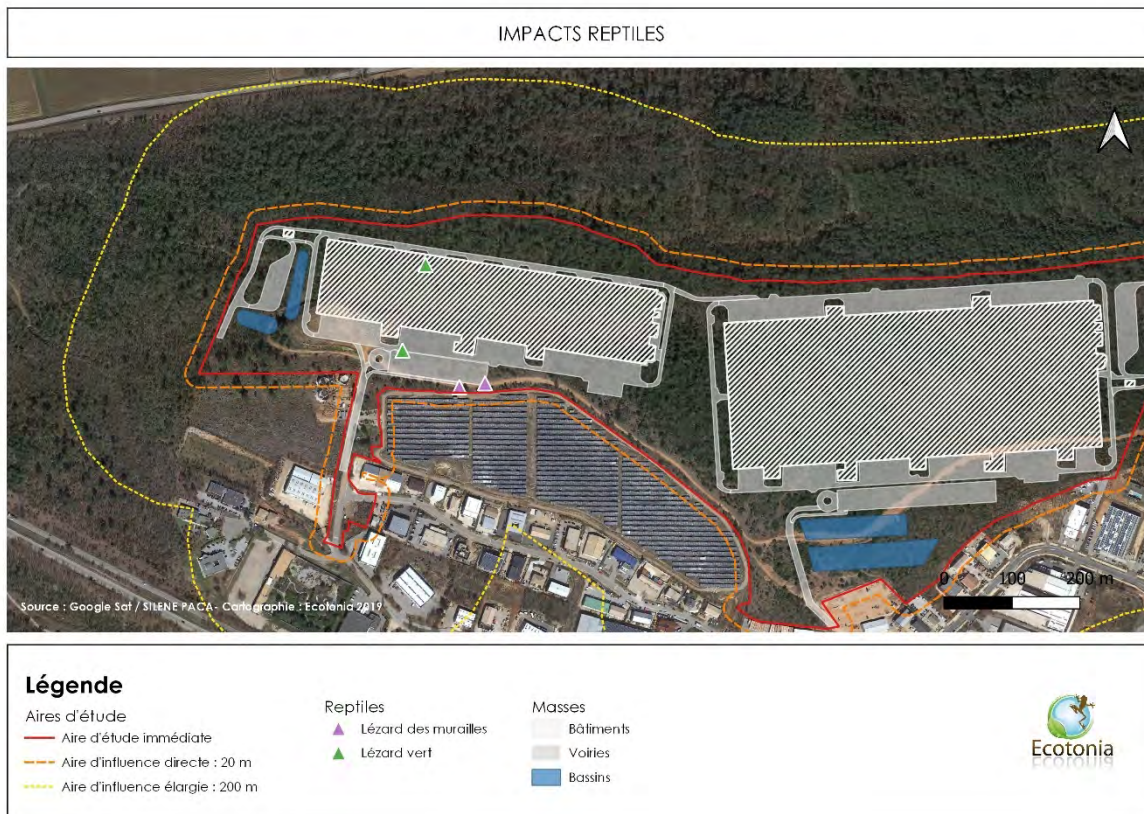 IMPACTS REPTILES
0 100 200 m
Source : Google Sat / SILENE PACA- Cartographie : Ecotonia 2019
Légende
Aires d'étude
Aire d'étude immédiate
Aire d'influence directe : 20 m
Aire d'influence élargie : 200 m
Reptiles
Lézard des murailles
Lézard vert
Masses
Bâtiments
Voiries
Bassins
Ecotonia